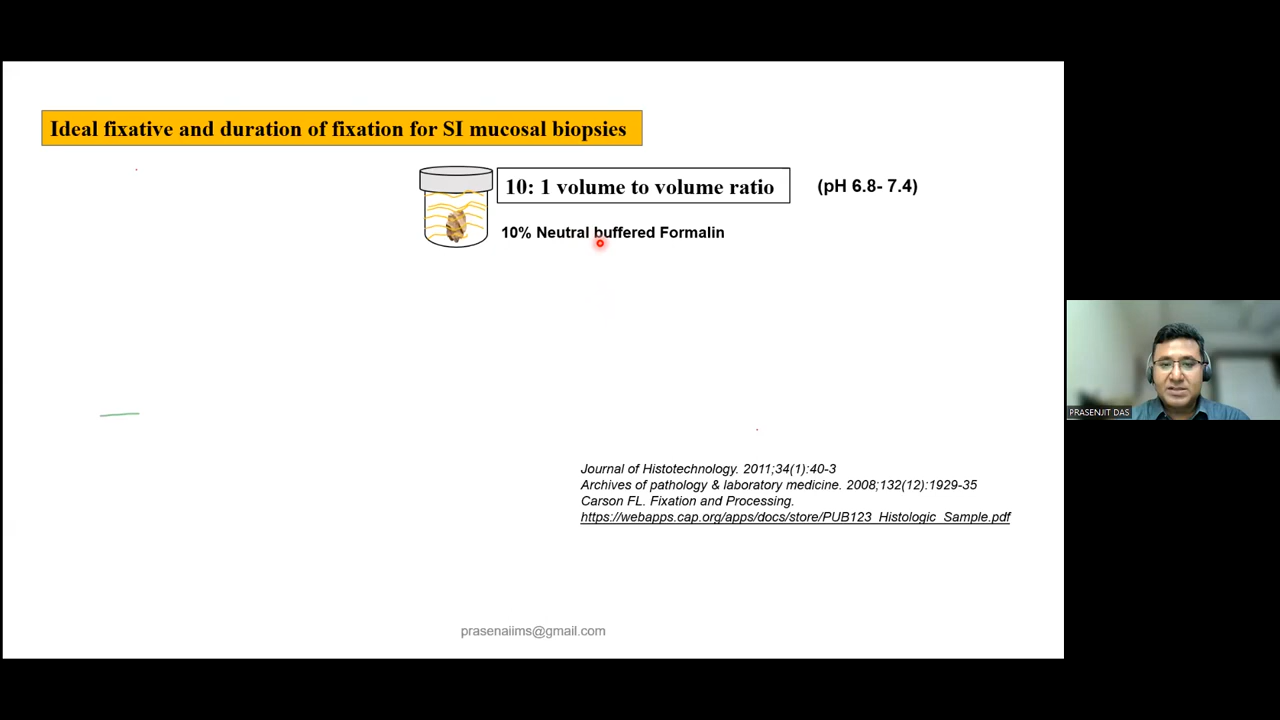 Ideal fixative and duration of fixation for SI mucosal biopsies
10: 1 volume to volume ratio
(pH 6.8- 7.4)
10% Neutral buffered Formalin
PRASENJIT DAS
Journal of Histotechnology. 2011;34(1):40-3
Archives of pathology & laboratory medicine. 2008;132(12):1929-35
Carson FL. Fixation and Processing.
https://webapps.cap.org/apps/docs/store/PUB123_Histologic_Sample.pdf
prasenaiims@gmail.com